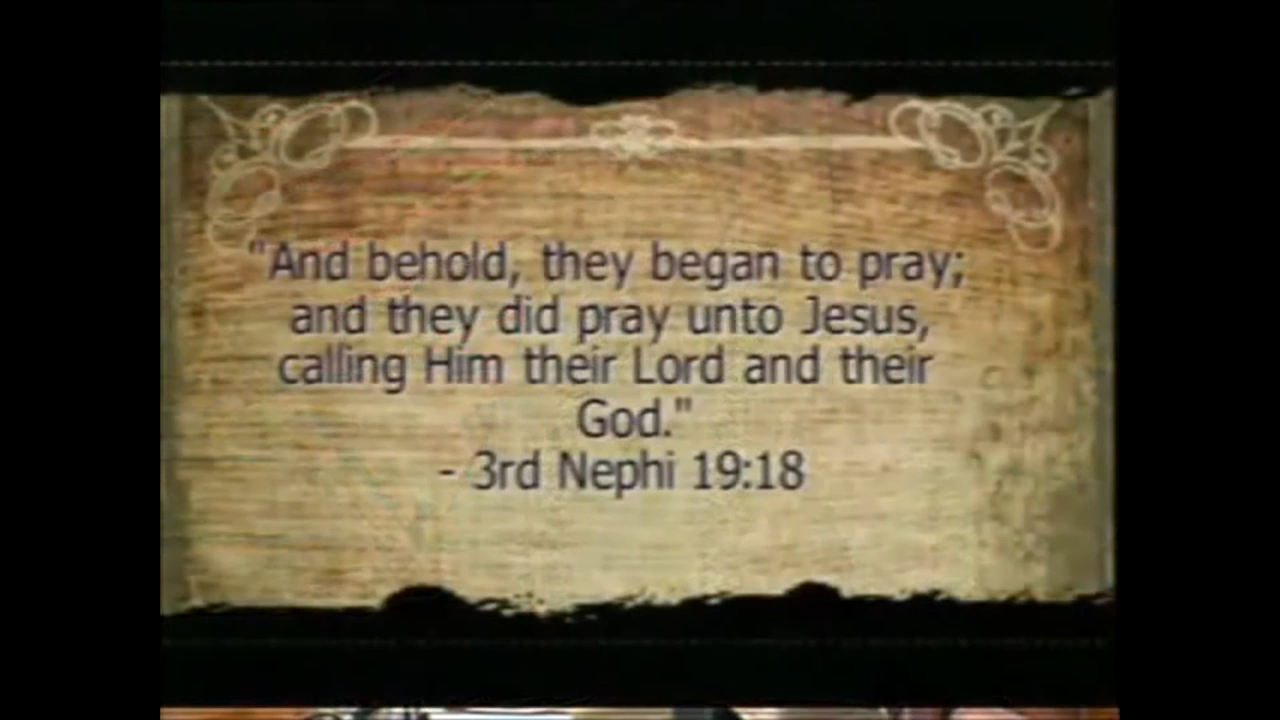 "And behold, they began to pray;
and they did pray unto Jesus,
calling Him their Lord and their
God."
- 3rd Nephi 19:18